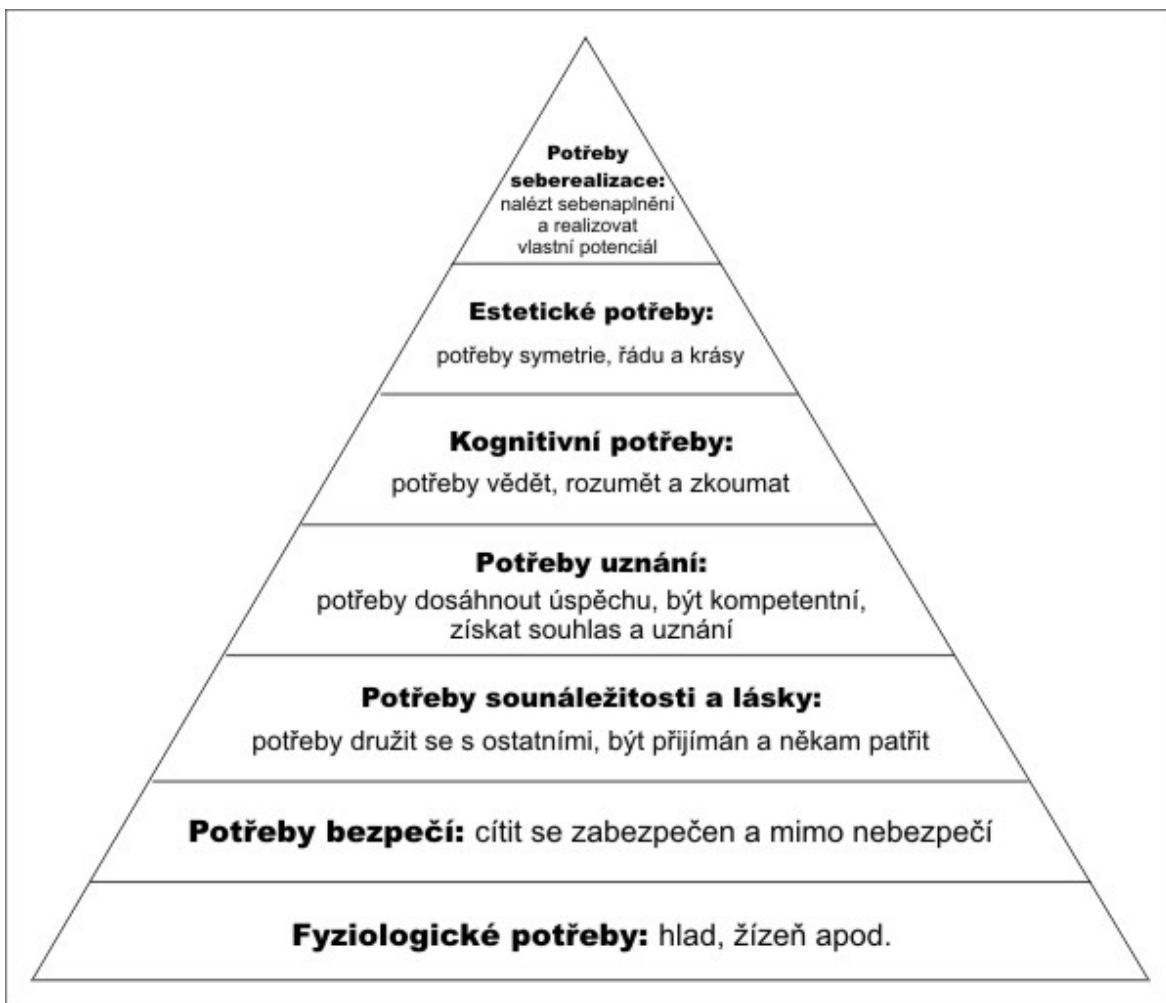 Potřeby
seberealizace:
nalézt sebenaplnění
a realizovat
vlastní potenciál
Estetické potřeby:
potřeby symetrie, řádu a krásy
Kognitivní potřeby:
potřeby vědět, rozumět a zkoumat
Potřeby uznání:
potřeby dosáhnout úspěchu, být kompetentní,
získat souhlas a uznání
Potřeby sounáležitosti a lásky:
potřeby družit se s ostatními, být přijímán a někam patřit
Potřeby bezpečí: cítit se zabezpečen a mimo nebezpečí
Fyziologické potřeby: hlad, žízeň apod.